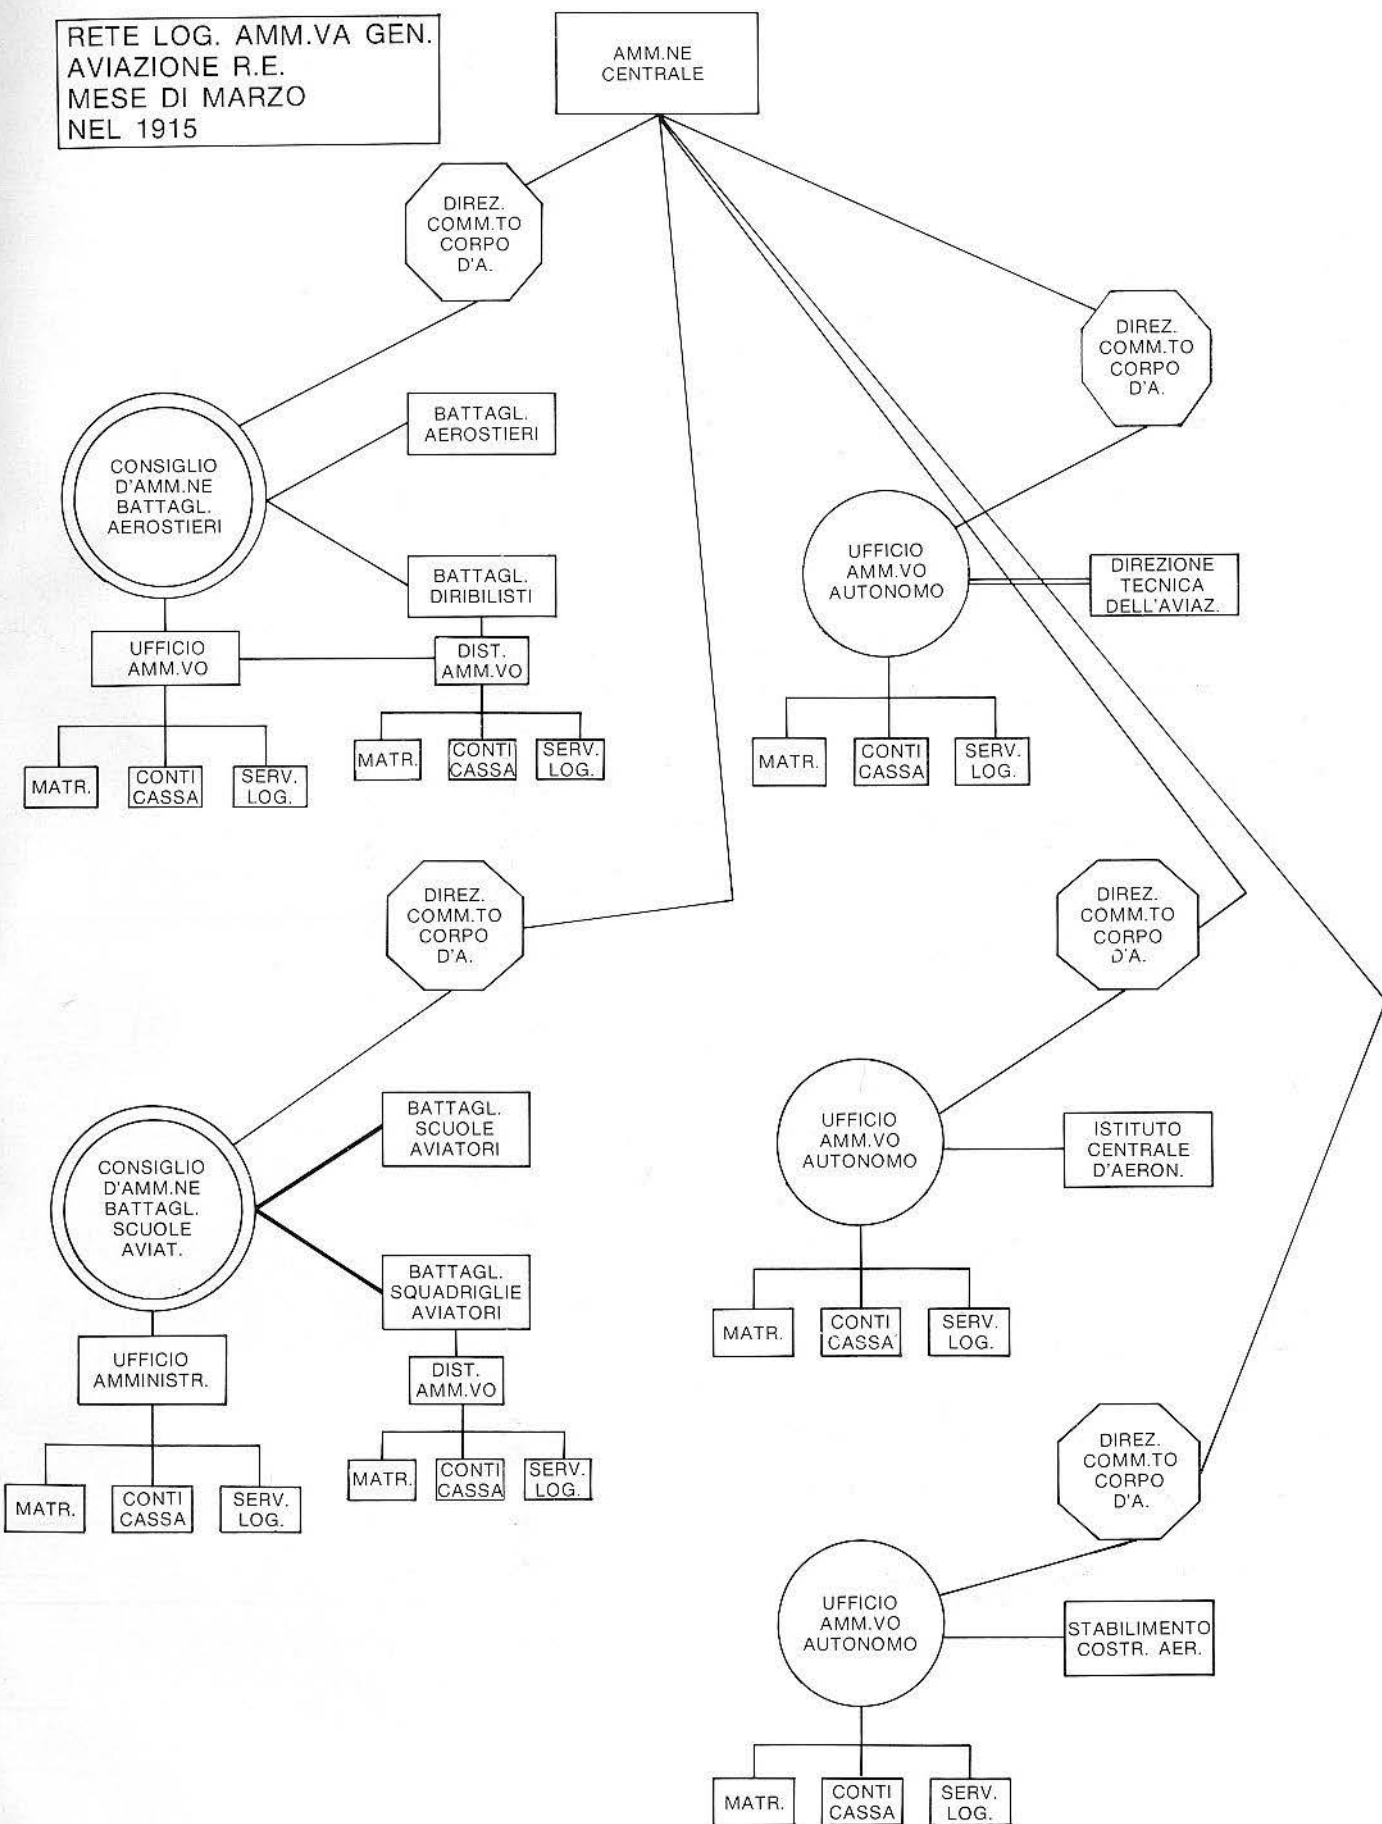 RETE LOG. AMM.VA GEN.
AVIAZIONE R.E.
MESE DI MARZO
NEL 1915
AMM.NE
CENTRALE
DIREZ.
COMM.TO
CORPO
D'A.
DIREZ.
COMM.TO
CORPO
D'A.
CONSIGLIO
D'AMM.NE
BATTAGL.
AEROSTIERI
BATTAGL.
AEROSTIERI
BATTAGL.
DIRIBILISTI
UFFICIO
AMM.VO
DIST.
AMM.VO
MATR.
CONTI
CASSA
SERV.
LOG.
MATR.
CONTI
CASSA
SERV.
LOG.
UFFICIO
AMM.VO
AUTONOMO
DIREZIONE
TECNICA
DELL'AVIAZ.
MATR.
CONTI
CASSA
SERV.
LOG.
DIREZ.
COMM.TO
CORPO
D'A.
DIREZ.
COMM.TO
CORPO
D'A.
CONSIGLIO
D'AMM.NE
BATTAGL.
SCUOLE
AVIAT.
BATTAGL.
SCUOLE
AVIATORI
BATTAGL.
SQUADRIGLIE
AVIATORI
UFFICIO
AMMINISTR.
DIST.
AMM.VO
MATR.
CONTI
CASSA
SERV.
LOG.
MATR.
CONTI
CASSA
SERV.
LOG.
UFFICIO
AMM.VO
AUTONOMO
ISTITUTO
CENTRALE
D'AERON.
MATR.
CONTI
CASSA
SERV.
LOG.
DIREZ.
COMM.TO
CORPO
D'A.
UFFICIO
AMM.VO
AUTONOMO
STABILIMENTO
COSTR. AER.
MATR.
CONTI
CASSA
SERV.
LOG.